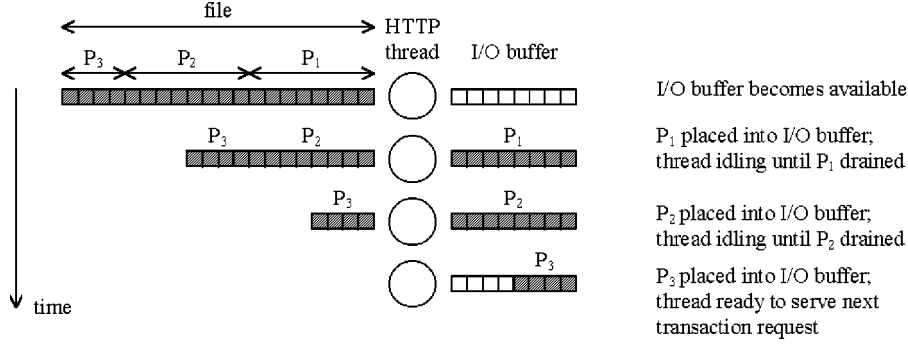 file
HTTP
thread
I/O buffer
P3 P2 P1
I/O buffer becomes available
P3 P2 P1
P1 placed into I/O buffer;
thread idling until P1 drained
P3 P2
P2 placed into I/O buffer;
thread idling until P2 drained
P3
P3 placed into I/O buffer;
thread ready to serve next
transaction request
time